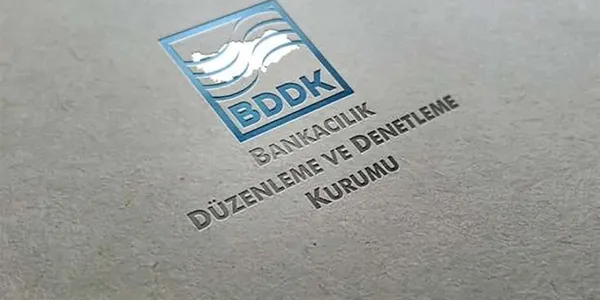 BDDK
BANKACILIK
DÜZENLEME VE DENETLEME
KURUMU